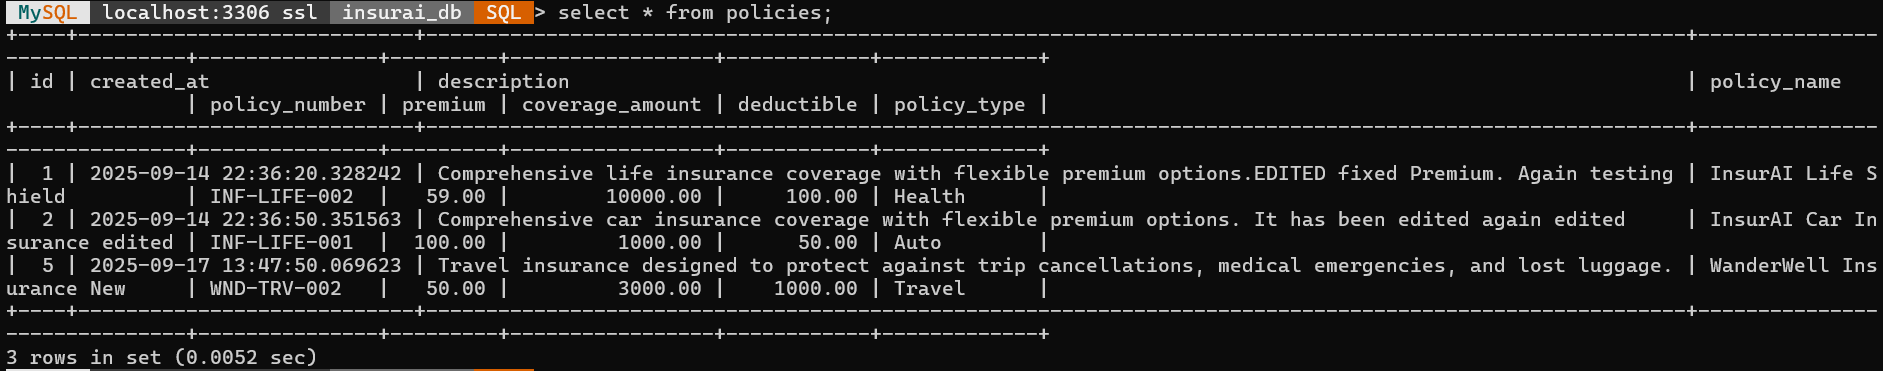 MySQL localhost:3306 ssl insurai_db SQL> select * from policies;
+----+----------------------------+---------------------------------------------------------------------------------------------------------+---------------
---------------+---------------+---------+-----------------+------------+-------------+
| id | created_at                 | description                                                                                             | policy_name
               | policy_number | premium | coverage_amount | deductible | policy_type |
+----+----------------------------+---------------------------------------------------------------------------------------------------------+---------------
---------------+---------------+---------+-----------------+------------+-------------+
|  1 | 2025-09-14 22:36:20.328242 | Comprehensive life insurance coverage with flexible premium options.EDITED fixed Premium. Again testing | InsurAI Life S
hield          | INF-LIFE-002  |   59.00 |        10000.00 |     100.00 | Health      |
|  2 | 2025-09-14 22:36:50.351563 | Comprehensive car insurance coverage with flexible premium options. It has been edited again edited     | InsurAI Car In
surance edited | INF-LIFE-001  |  100.00 |         1000.00 |      50.00 | Auto        |
|  5 | 2025-09-17 13:47:50.069623 | Travel insurance designed to protect against trip cancellations, medical emergencies, and lost luggage. | WanderWell Ins
urance New     | WND-TRV-002   |   50.00 |         3000.00 |    1000.00 | Travel      |
+----+----------------------------+---------------------------------------------------------------------------------------------------------+---------------
---------------+---------------+---------+-----------------+------------+-------------+
3 rows in set (0.0052 sec)